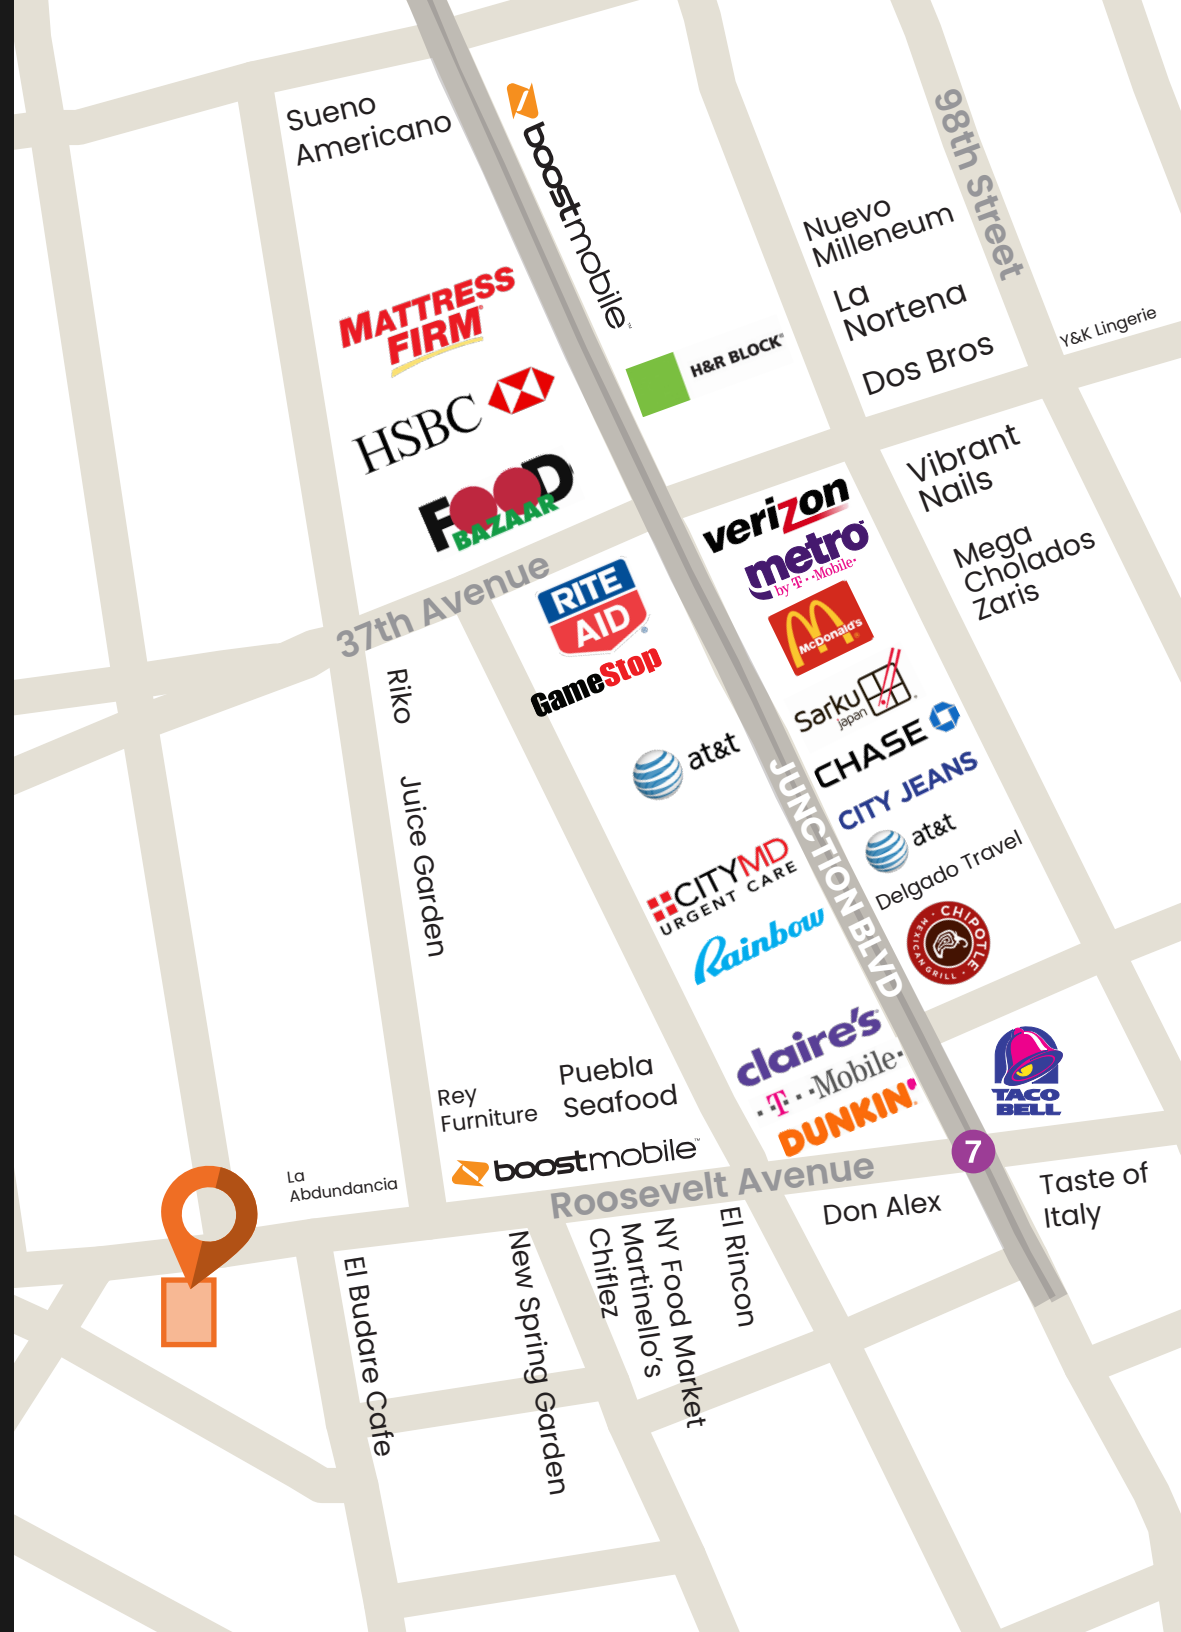 Sueno
Americano
boostmobile™
98th Street
Nuevo
Milleneum
La
Nortena
Dos Bros
Y&K Lingerie
MATTRESS
FIRM
H&R BLOCK®
HSBC
FOOD
BAZAAR
Vibrant
Nails
Mega
Cholados
Zaris
verizon
metro
by T-Mobile
McDonald's
37th Avenue
RITE
AID
GameStop
Sarku
Japan
CHASE
CITY JEANS
at&t
Delgado Travel
CHIPOTLE
MEXICAN GRILL
Riko
Juice Garden
at&t
JUNCTION BLVD
CITYMD
URGENT CARE
Rainbow
claire's
T-Mobile
DUNKIN'
TACO
BELL
Puebla
Seafood
Rey
Furniture
boostmobile™
La
Abdundancia
Roosevelt Avenue
7
Don Alex
Taste of
Italy
El Budare Cafe
New Spring Garden
Chiflez
Martinello's
NY Food Market
El Rincon